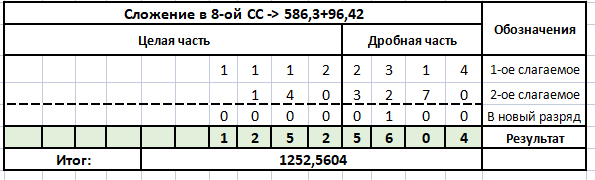 Сложение в 8-ой СС -> 586,3+96,42
Обозначения
Целая часть Дробная часть
1 1 1 2 2 3 1 4 1-ое слагаемое
1 4 0 3 2 7 0 2-ое слагаемое
0 0 0 0 0 1 0 0 В новый разряд
1 2 5 2 5 6 0 4 Результат
Итог: 1252,5604